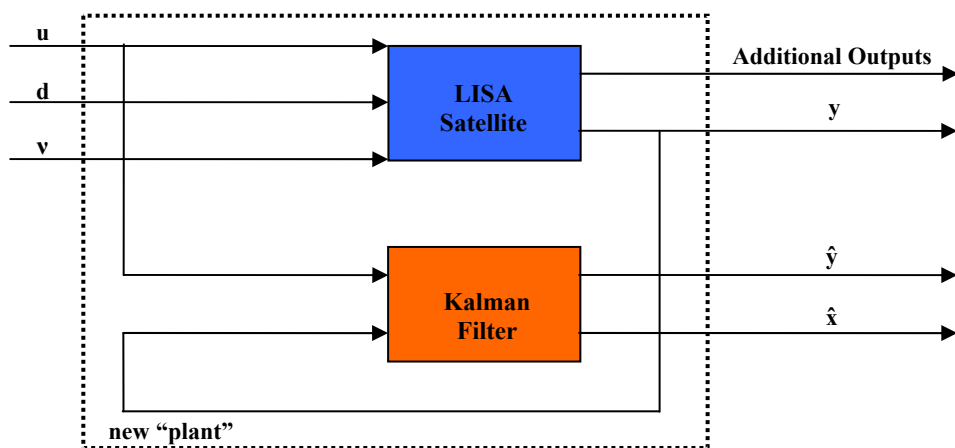 u
d
ν
LISA
Satellite
Additional Outputs
y
Kalman
Filter
ŷ
x̂
new “plant”